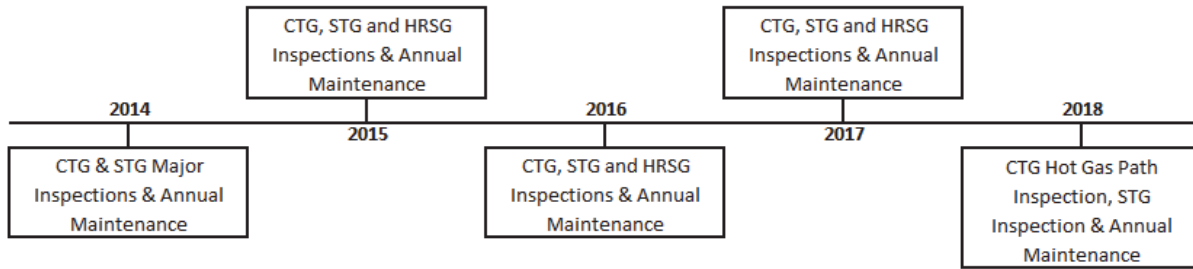 CTG, STG and HRSG
Inspections & Annual
Maintenance
CTG, STG and HRSG
Inspections & Annual
Maintenance
2014
2016
2018
2015
2017
CTG & STG Major
Inspections & Annual
Maintenance
CTG, STG and HRSG
Inspections & Annual
Maintenance
CTG Hot Gas Path
Inspection, STG
Inspection & Annual
Maintenance